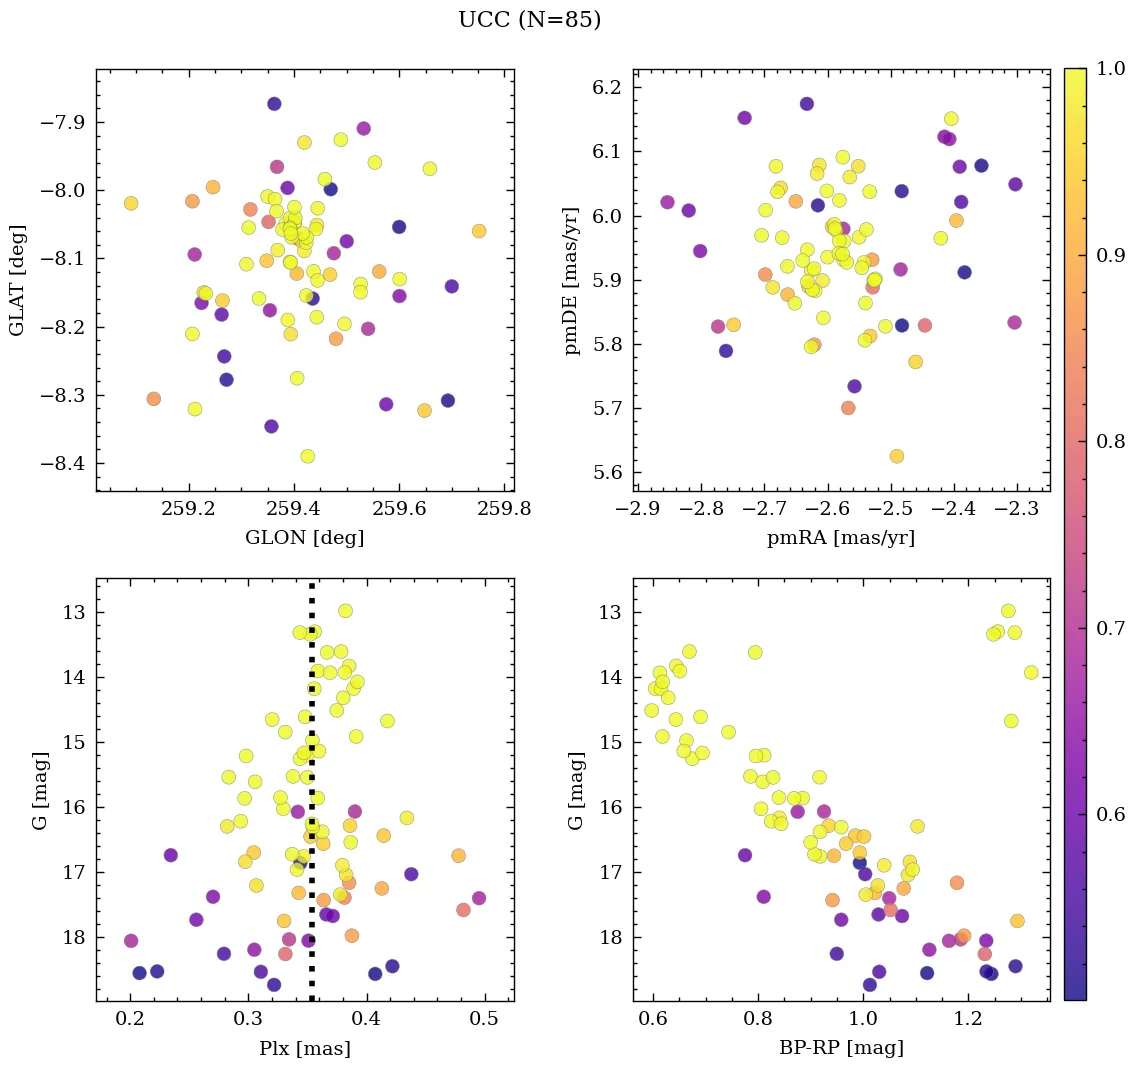 UCC (N=85)
−7.9
−8.0
−8.1
−8.2
−8.3
−8.4
GLAT [deg]
259.2 259.4 259.6 259.8
GLON [deg]
6.2
6.1
6.0
5.9
5.8
5.7
5.6
pmDE [mas/yr]
−2.9 −2.8 −2.7 −2.6 −2.5 −2.4 −2.3
pmRA [mas/yr]
13
14
15
16
17
18
G [mag]
0.2 0.3 0.4 0.5
Plx [mas]
13
14
15
16
17
18
G [mag]
0.6 0.8 1.0 1.2
BP-RP [mag]
1.0
0.9
0.8
0.7
0.6